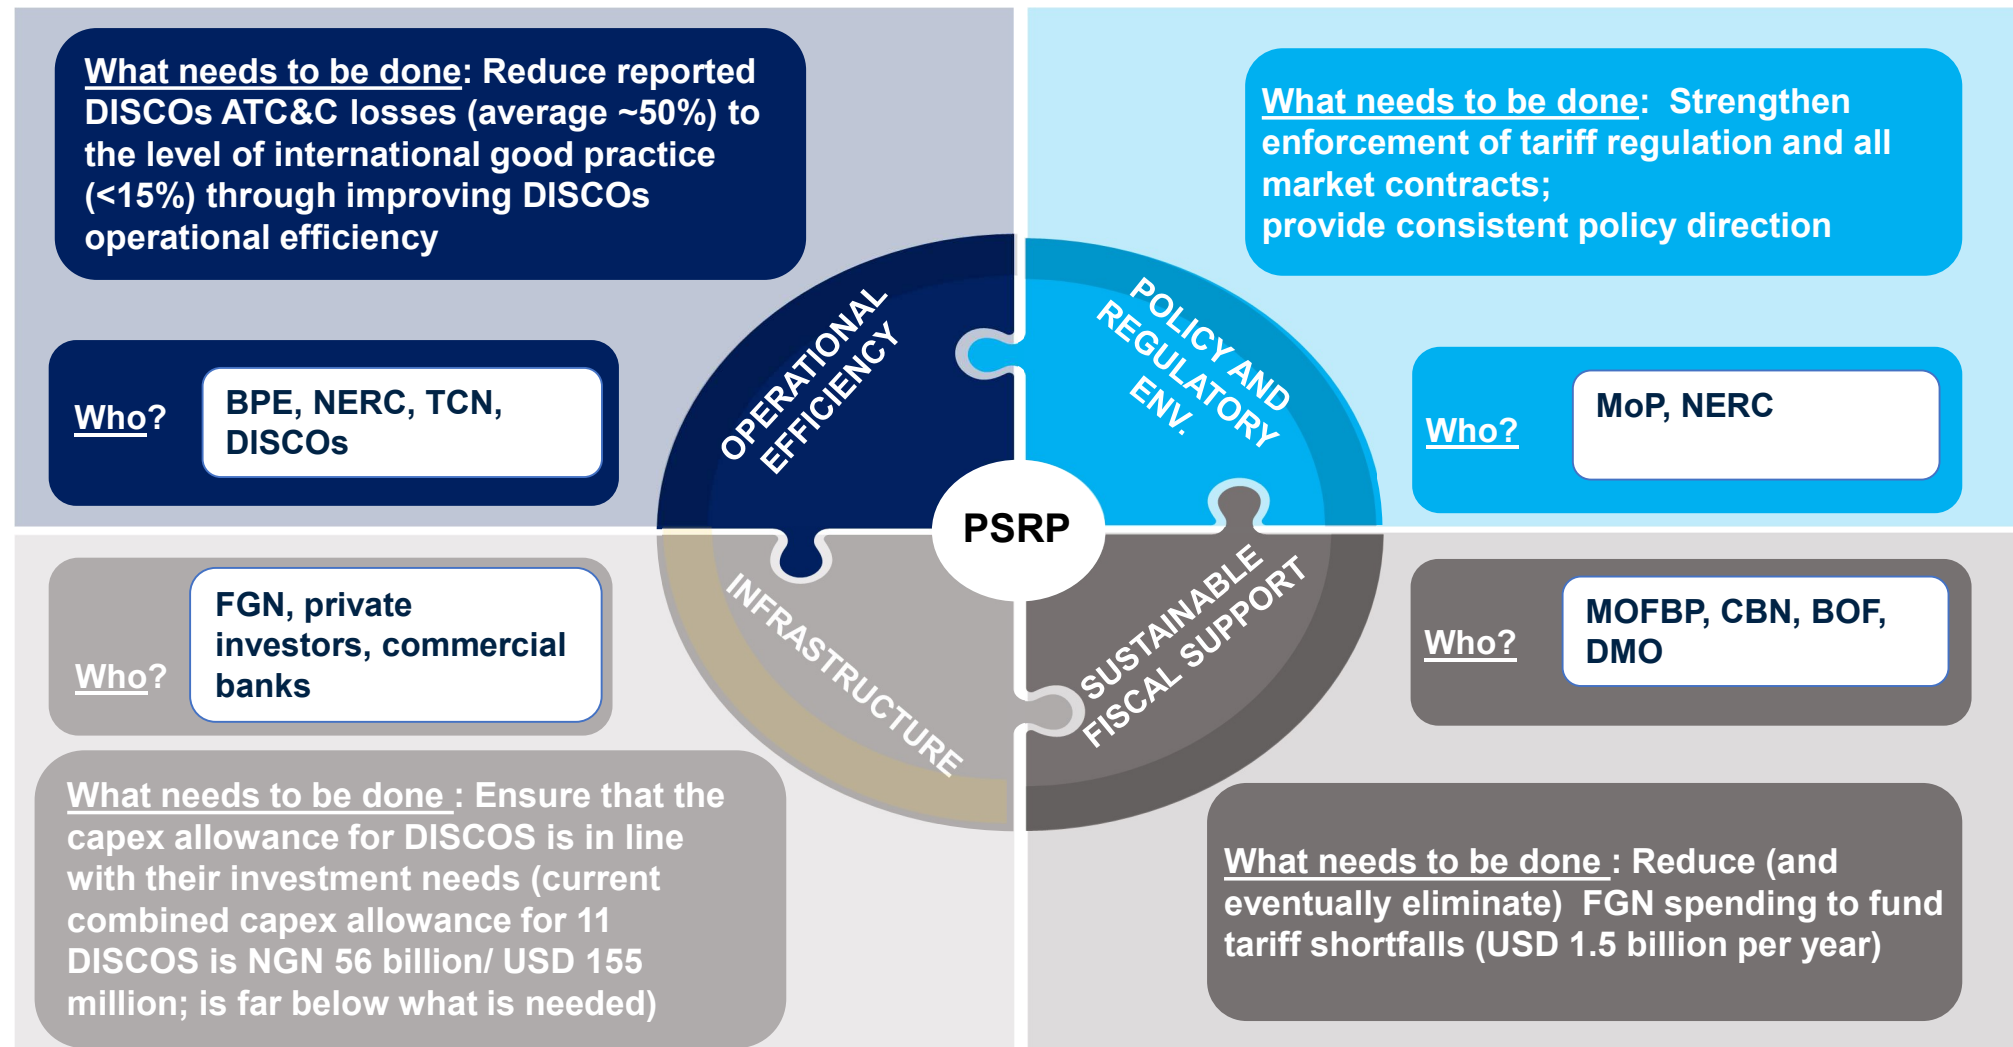 What needs to be done: Reduce reported
DISCOs ATC&C losses (average ~50%) to
the level of international good practice
(<15%) through improving DISCOs
operational efficiency
Who?
BPE, NERC, TCN,
DISCOs
OPERATIONAL
EFFICIENCY
What needs to be done:  Strengthen
enforcement of tariff regulation and all
market contracts;
provide consistent policy direction
POLICY AND
REGULATORY
ENV.
Who?
MoP, NERC
PSRP
Who?
FGN, private
investors, commercial
banks
INFRASTRUCTURE
What needs to be done : Ensure that the
capex allowance for DISCOS is in line
with their investment needs (current
combined capex allowance for 11
DISCOS is NGN 56 billion/ USD 155
million; is far below what is needed)
SUSTAINABLE
FISCAL SUPPORT
Who?
MOFBP, CBN, BOF,
DMO
What needs to be done : Reduce (and
eventually eliminate)  FGN spending to fund
tariff shortfalls (USD 1.5 billion per year)